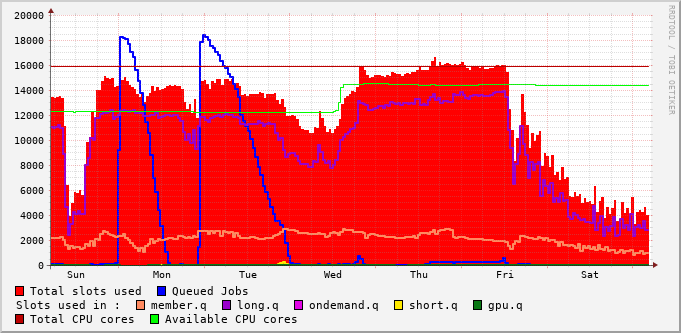 20000
18000
16000
14000
12000
10000
8000
6000
4000
2000
0
Sun Mon Tue Wed Thu Fri Sat
RRDTOOL / TOBI OETIKER
Total slots used Queued Jobs
Slots used in : member.q long.q ondemand.q short.q gpu.q
Total CPU cores Available CPU cores